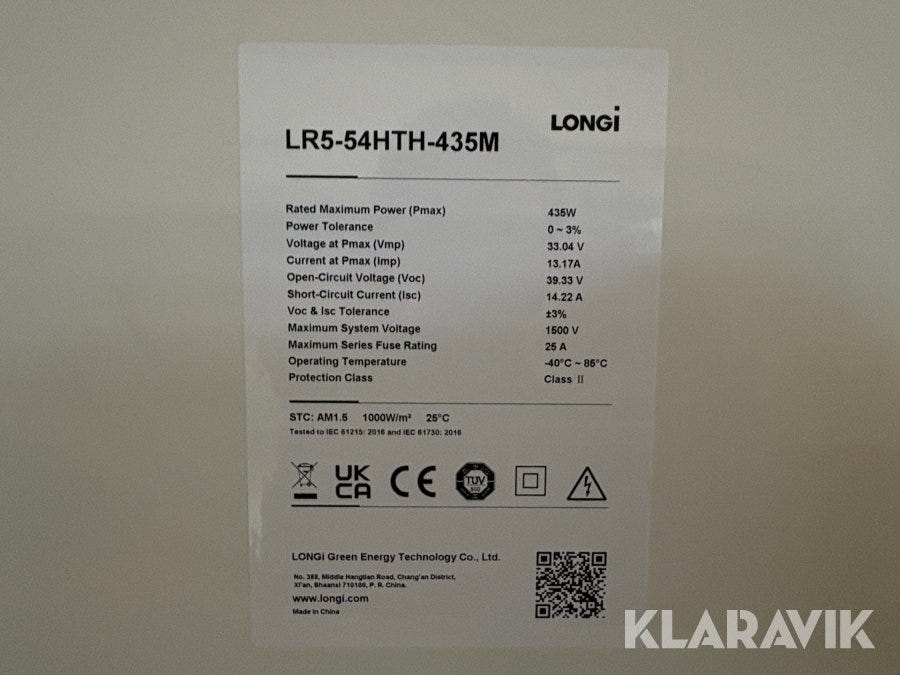 LONGi
LR5-54HTH-435M
Rated Maximum Power (Pmax) 435W
Power Tolerance 0 ~ 3%
Voltage at Pmax (Vmp) 33.04 V
Current at Pmax (Imp) 13.17A
Open-Circuit Voltage (Voc) 39.33 V
Short-Circuit Current (Isc) 14.22 A
Voc & Isc Tolerance ±3%
Maximum System Voltage 1500 V
Maximum Series Fuse Rating 25 A
Operating Temperature -40°C ~ 85°C
Protection Class Class II
STC: AM1.5 1000W/m² 25°C
Tested to IEC 61215: 2016 and IEC 61730: 2016
UK
CA CE TÜV
SÜD
LONGi Green Energy Technology Co., Ltd.
No. 388, Middle Hangtian Road, Chang'an District,
Xi'an, Shaanxi 710100, P. R. China.
www.longi.com
Made in China
KLARAVIK